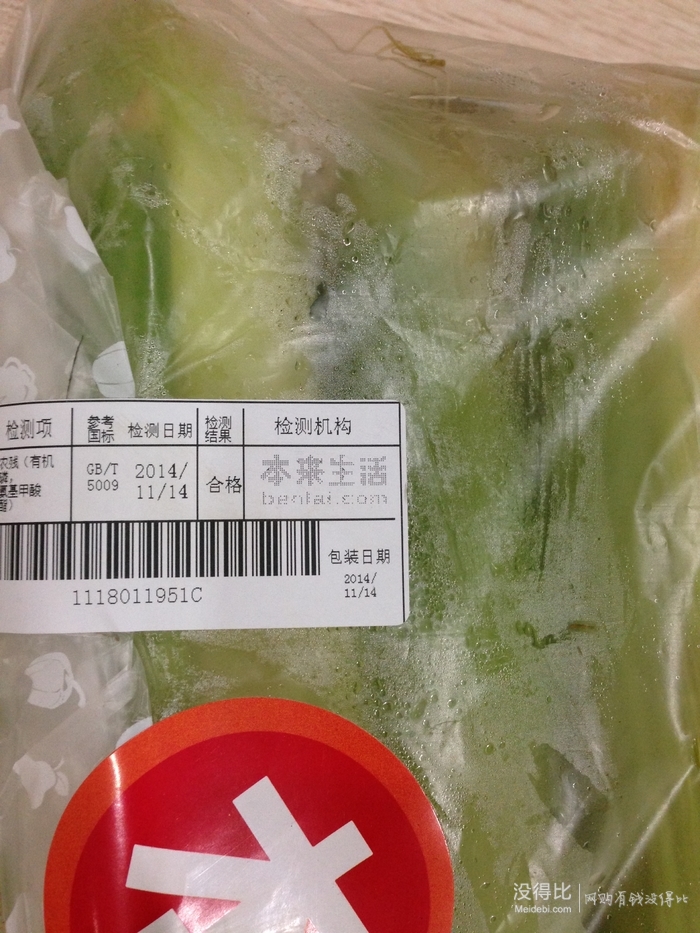 检测项
参考
国标
检测日期
检测
结果
检测机构
农残（有机
磷，
氨基甲酸
酯）
GB/T
5009
2014/
11/14
合格
本来生活
benlai.com
1118011951C
包装日期
2014/
11/14
没得比
Meidebi.com
网购有钱没得比